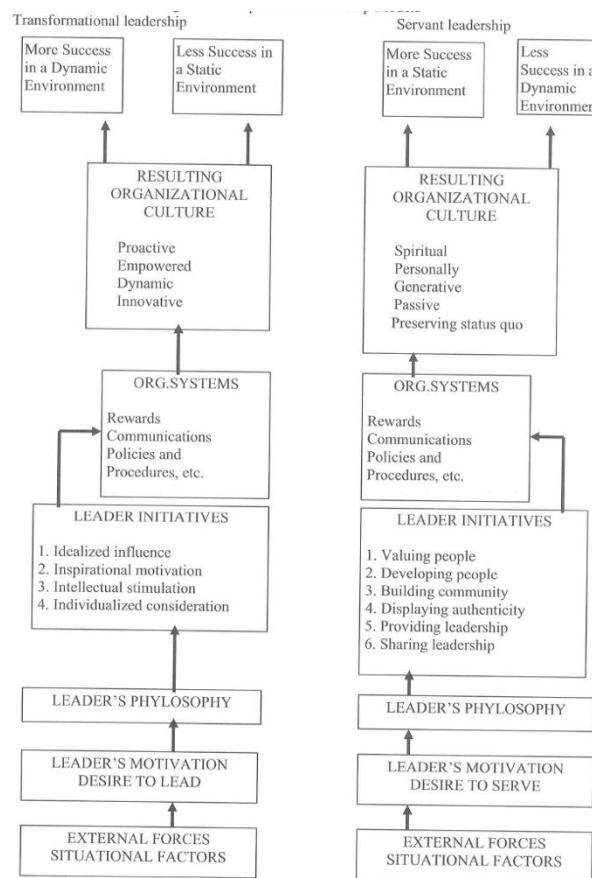 Transformational leadership
More Success
in a Dynamic
Environment
Less Success in
a Static
Environment
RESULTING
ORGANIZATIONAL
CULTURE
Proactive
Empowered
Dynamic
Innovative
ORG.SYSTEMS
Rewards
Communications
Policies and
Procedures, etc.
LEADER INITIATIVES
1. Idealized influence
2. Inspirational motivation
3. Intellectual stimulation
4. Individualized consideration
LEADER'S PHYLOSOPHY
LEADER'S MOTIVATION
DESIRE TO LEAD
EXTERNAL FORCES
SITUATIONAL FACTORS
Servant leadership
More Success
in a Static
Environment
Less
Success in a
Dynamic
Environment
RESULTING
ORGANIZATIONAL
CULTURE
Spiritual
Personally
Generative
Passive
Preserving status quo
ORG.SYSTEMS
Rewards
Communications
Policies and
Procedures, etc.
LEADER INITIATIVES
1. Valuing people
2. Developing people
3. Building community
4. Displaying authenticity
5. Providing leadership
6. Sharing leadership
LEADER'S PHYLOSOPHY
LEADER'S MOTIVATION
DESIRE TO SERVE
EXTERNAL FORCES
SITUATIONAL FACTORS